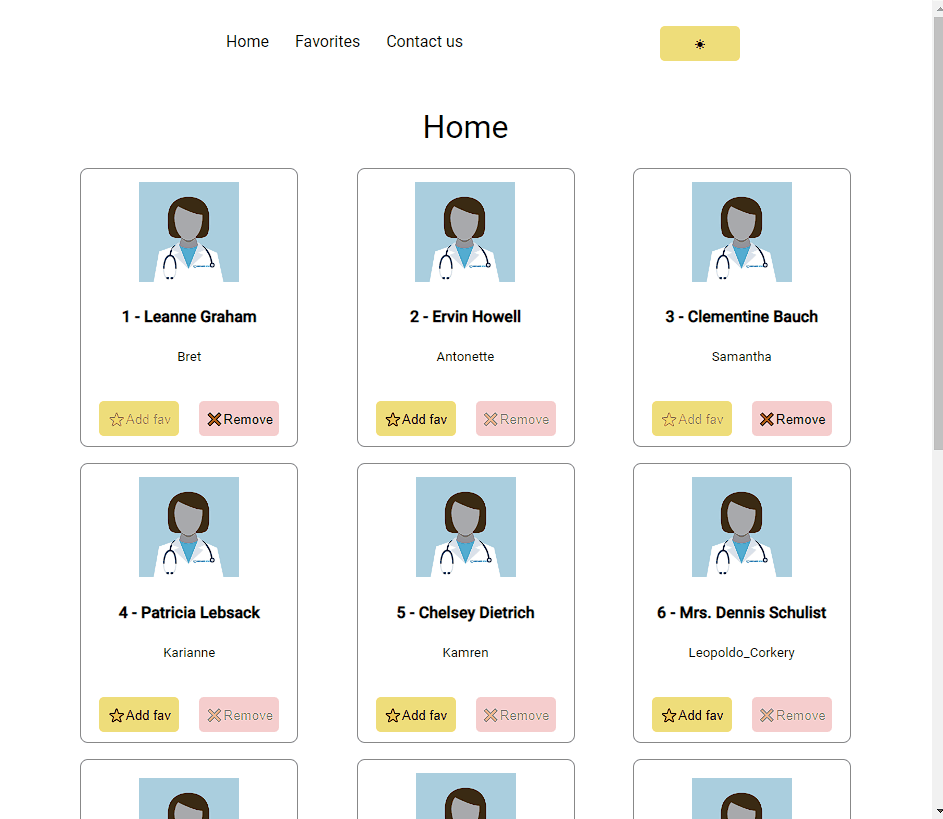 Home Favorites Contact us ☀
Home
1 - Leanne Graham 2 - Ervin Howell 3 - Clementine Bauch
Bret Antonette Samantha
Add fav Remove Add fav Remove Add fav Remove
4 - Patricia Lebsack 5 - Chelsey Dietrich 6 - Mrs. Dennis Schulist
Karianne Kamren Leopoldo_Corkery
Add fav Remove Add fav Remove Add fav Remove